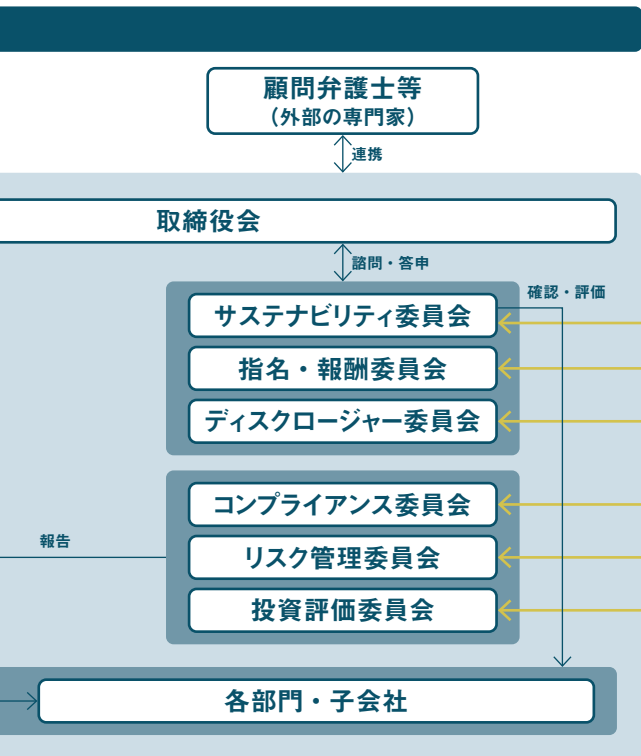 顧問弁護士等
（外部の専門家）
連携
取締役会
諮問・答申
確認・評価
サステナビリティ委員会
指名・報酬委員会
ディスクロージャー委員会
コンプライアンス委員会
報告
リスク管理委員会
投資評価委員会
各部門・子会社